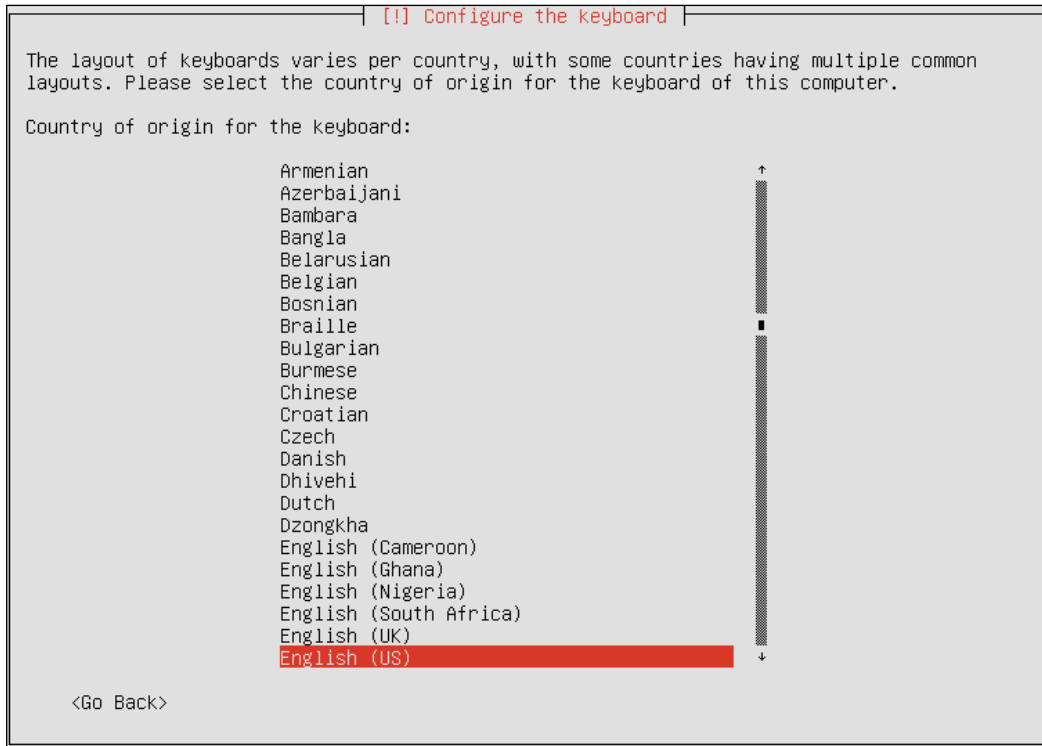 [!] Configure the keyboard
The layout of keyboards varies per country, with some countries having multiple common
layouts. Please select the country of origin for the keyboard of this computer.
Country of origin for the keyboard:
Armenian
Azerbaijani
Bambara
Bangla
Belarusian
Belgian
Bosnian
Braille
Bulgarian
Burmese
Chinese
Croatian
Czech
Danish
Dhivehi
Dutch
Dzongkha
English (Cameroon)
English (Ghana)
English (Nigeria)
English (South Africa)
English (UK)
English (US)
<Go Back>